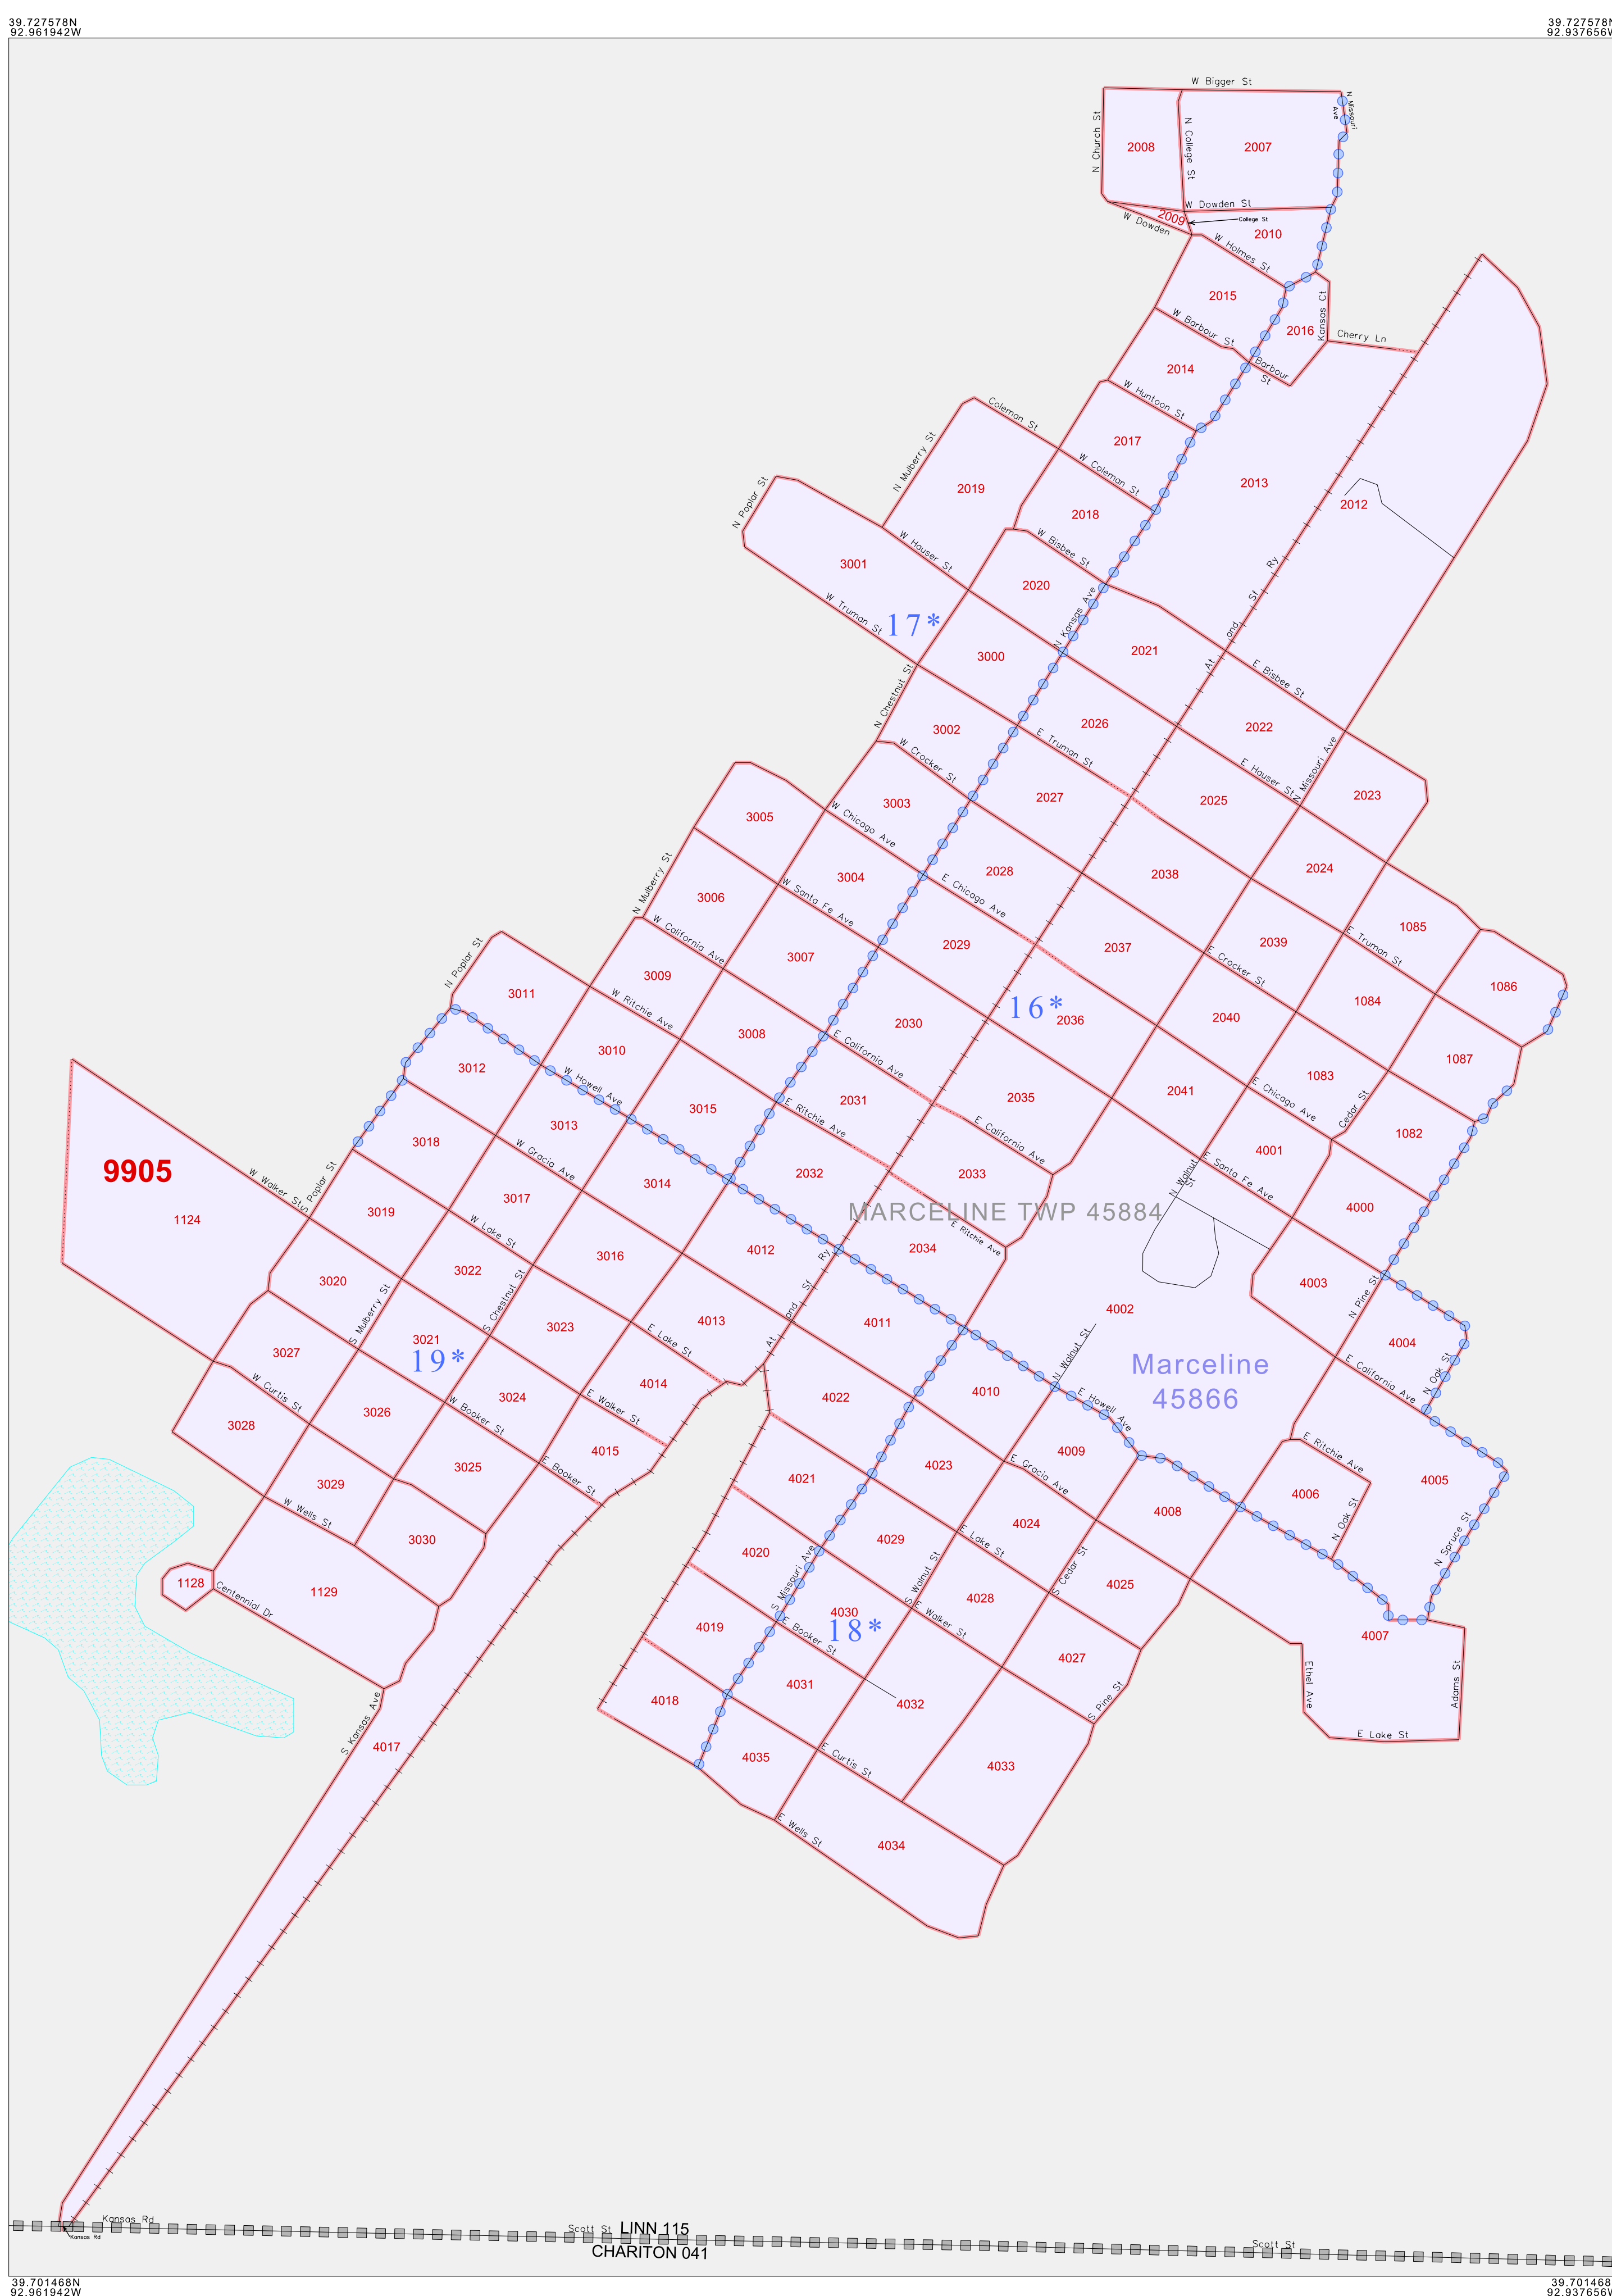 39.727578N
92.961942W
39.727578N
92.937656W
W Bigger St
N Missouri
Ave
N Church St
N College St
2008
2007
W Dowden St
2009
College St
W Dowden
2010
W Holmes St
2015
Kansas Ct
2016
Cherry Ln
W Barbour St
Barbour
St
2014
W Huntoon St
Coleman St
N Mulberry St
2017
W Coleman St
N Poplar St
2019
2013
2012
2018
W Hauser St
W Bisbee St
3001
Ry
Sf
and
At
2020
W Truman St
17*
N Kansas Ave
2021
3000
E Bisbee St
N Chestnut St
2026
2022
3002
E Truman St
W Crocker St
E Hauser St
N Missouri Ave
2027
2025
2023
3003
3005
W Chicago Ave
2024
2028
2038
3004
E Chicago Ave
W Santa Fe Ave
N Mulberry St
3006
1085
E Truman St
W California Ave
2029
2037
2039
E Crocker St
N Poplar St
3007
3009
1086
3011
W Ritchie Ave
16*
1084
2040
2036
2030
3008
E California Ave
3010
1087
3012
W Howell Ave
1083
2041
E Chicago Ave
Cedar St
2035
2031
3015
E Ritchie Ave
3013
1082
3018
W Gracia Ave
E California Ave
4001
E Santa Fe Ave
9905
W Walker St
S Poplar St
2032
2033
3014
N Walnut
St
3017
MARCELINE TWP 45884
4000
3019
1124
W Lake St
E Ritchie Ave
2034
4012
3016
Ry
Sf
and
At
3022
3020
4003
N Pine St
4002
S Chestnut St
S Mulberry St
4013
4011
3023
E Lake St
3021
19*
N Walnut St
Marceline
45866
4004
E California Ave
N Oak St
3027
W Curtis St
4014
4010
E Howell Ave
4022
3024
E Walker St
W Booker St
3026
3028
4015
E Booker St
4009
E Gracia Ave
4023
3025
4021
E Ritchie Ave
4005
3029
W Wells St
4006
N Oak St
4008
N Spruce St
4024
3030
4029
E Lake St
4020
S Missouri Ave
S Cedar St
S Walnut St
4025
1128
Centennial Dr
1129
4028
4030
E Walker St
18*
4019
E Booker St
4007
4027
Ethel Ave
Adams St
4031
4018
4032
S Pine St
E Lake St
S Kansas Ave
4017
4035
E Curtis St
4033
E Wells St
4034
Kansas Rd
Kansas Rd
Scott St
LINN 115
CHARITON 041
Scott St
39.701468N
92.961942W
39.701468N
92.937656W